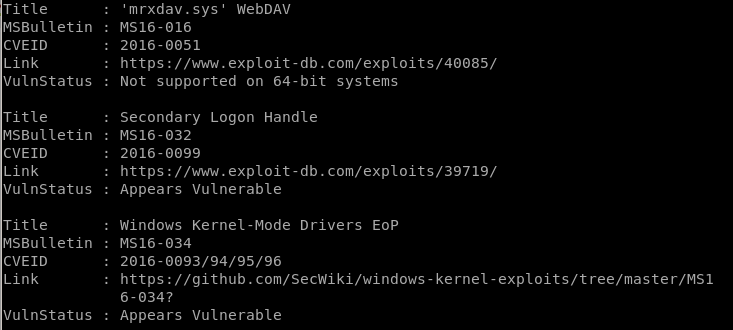 Title      : 'mrxdav.sys' WebDAV
MSBulletin : MS16-016
CVEID      : 2016-0051
Link       : https://www.exploit-db.com/exploits/40085/
VulnStatus : Not supported on 64-bit systems

Title      : Secondary Logon Handle
MSBulletin : MS16-032
CVEID      : 2016-0099
Link       : https://www.exploit-db.com/exploits/39719/
VulnStatus : Appears Vulnerable

Title      : Windows Kernel-Mode Drivers EoP
MSBulletin : MS16-034
CVEID      : 2016-0093/94/95/96
Link       : https://github.com/SecWiki/windows-kernel-exploits/tree/master/MS1
             6-034?
VulnStatus : Appears Vulnerable